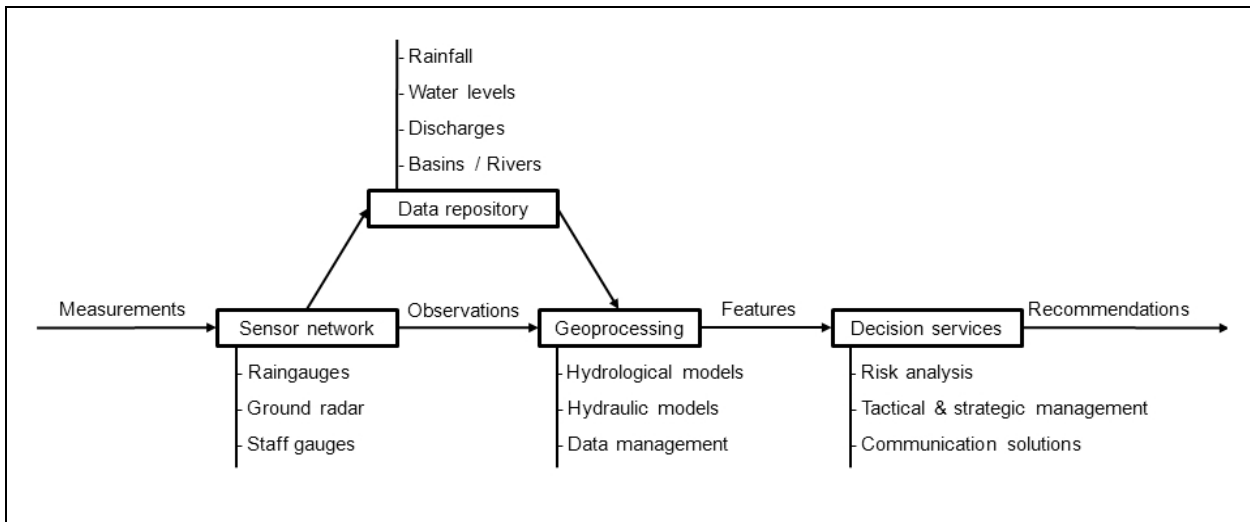 - Rainfall
- Water levels
- Discharges
- Basins / Rivers
Data repository
Measurements
Sensor network
Observations
Geoprocessing
Features
Decision services
Recommendations
- Raingauges
- Ground radar
- Staff gauges
- Hydrological models
- Hydraulic models
- Data management
- Risk analysis
- Tactical & strategic management
- Communication solutions